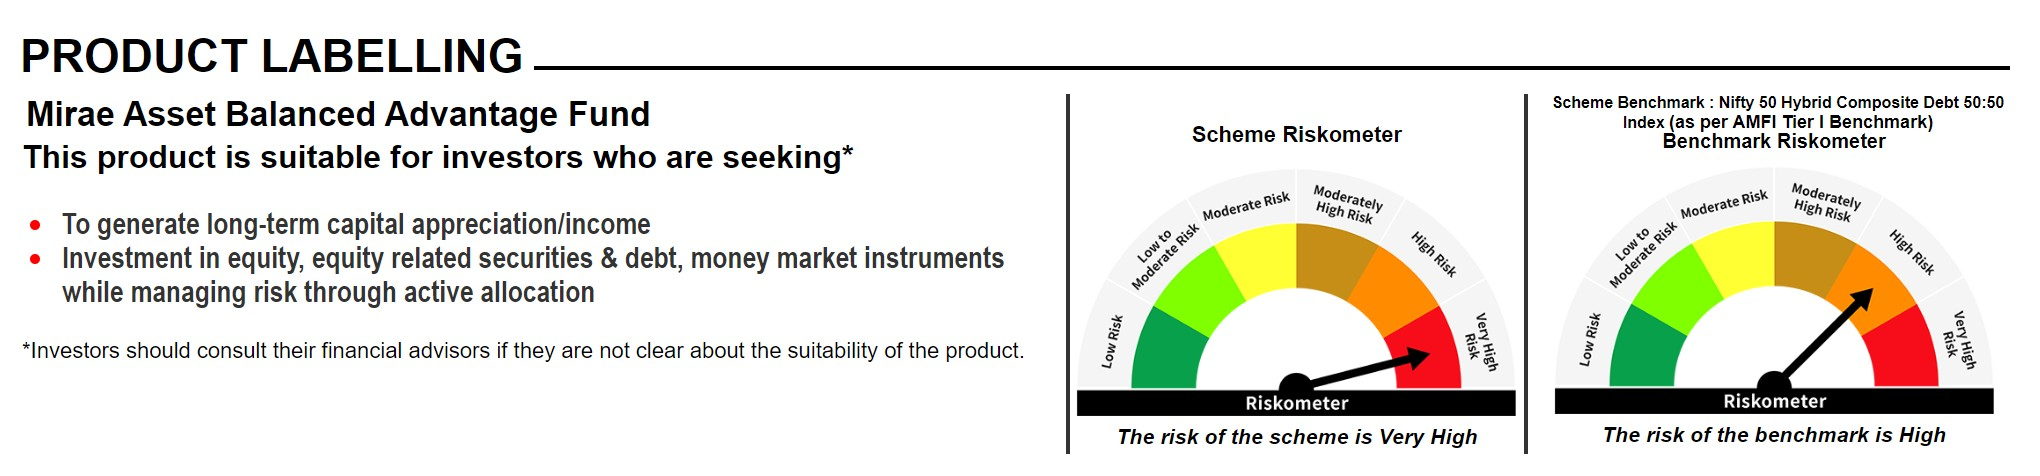 PRODUCT LABELLING
Mirae Asset Balanced Advantage Fund
This product is suitable for investors who are seeking*
To generate long-term capital appreciation/income
Investment in equity, equity related securities & debt, money market instruments
while managing risk through active allocation
*Investors should consult their financial advisors if they are not clear about the suitability of the product.
Scheme Riskometer
Low Risk
Low to
Moderate Risk
Moderate Risk
Moderately
High Risk
High Risk
Very High
Risk
Riskometer
The risk of the scheme is Very High
Scheme Benchmark : Nifty 50 Hybrid Composite Debt 50:50
Index (as per AMFI Tier I Benchmark)
Benchmark Riskometer
Low Risk
Low to
Moderate Risk
Moderate Risk
Moderately
High Risk
High Risk
Very High
Risk
Riskometer
The risk of the benchmark is High